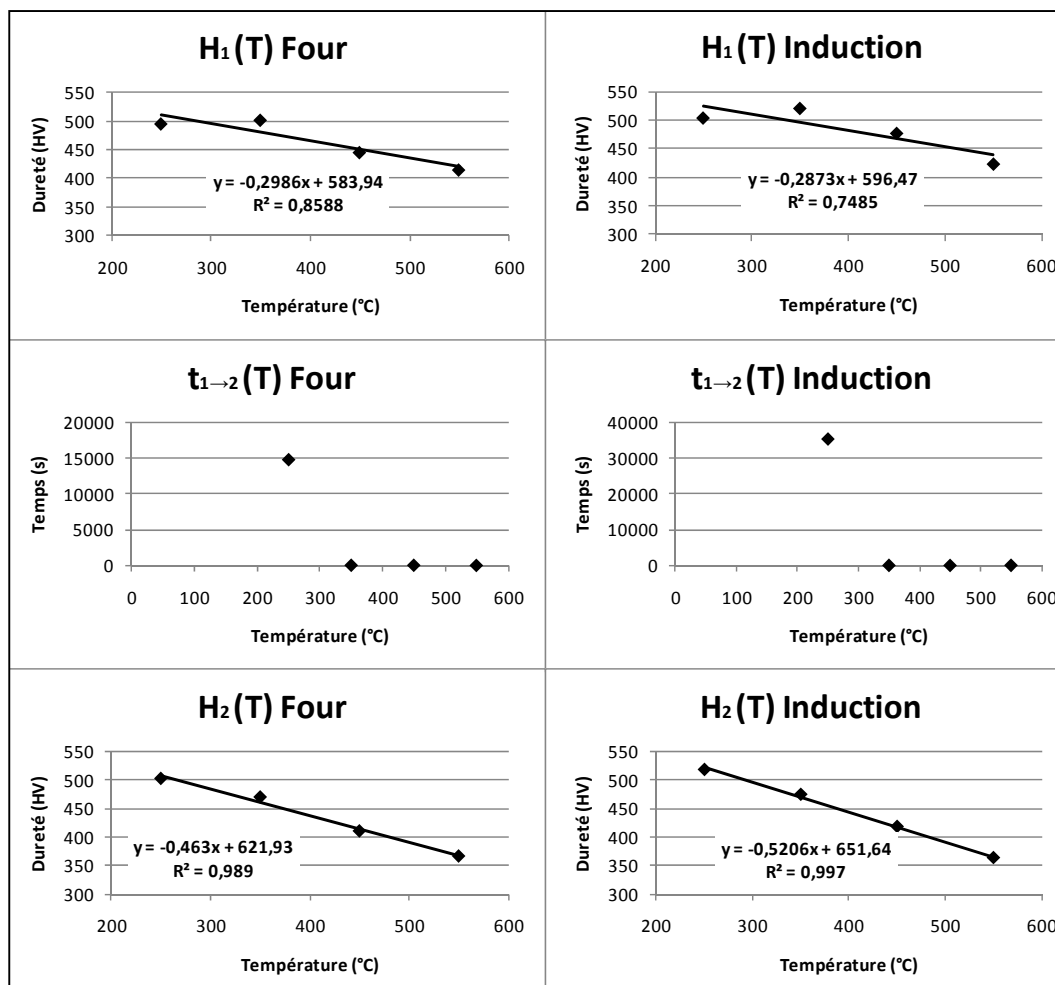 H₁ (T) Four
Dureté (HV)
550
500
450
400
350
300
y = -0,2986x + 583,94
R² = 0,8588
200 300 400 500 600
Température (°C)
H₁ (T) Induction
Dureté (HV)
550
500
450
400
350
300
y = -0,2873x + 596,47
R² = 0,7485
200 300 400 500 600
Température (°C)
t₁→₂ (T) Four
Temps (s)
20000
15000
10000
5000
0
0 100 200 300 400 500 600
Température (°C)
t₁→₂ (T) Induction
Temps (s)
40000
30000
20000
10000
0
0 100 200 300 400 500 600
Température (°C)
H₂ (T) Four
Dureté (HV)
550
500
450
400
350
300
y = -0,463x + 621,93
R² = 0,989
200 300 400 500 600
Température (°C)
H₂ (T) Induction
Dureté (HV)
550
500
450
400
350
300
y = -0,5206x + 651,64
R² = 0,997
200 300 400 500 600
Température (°C)